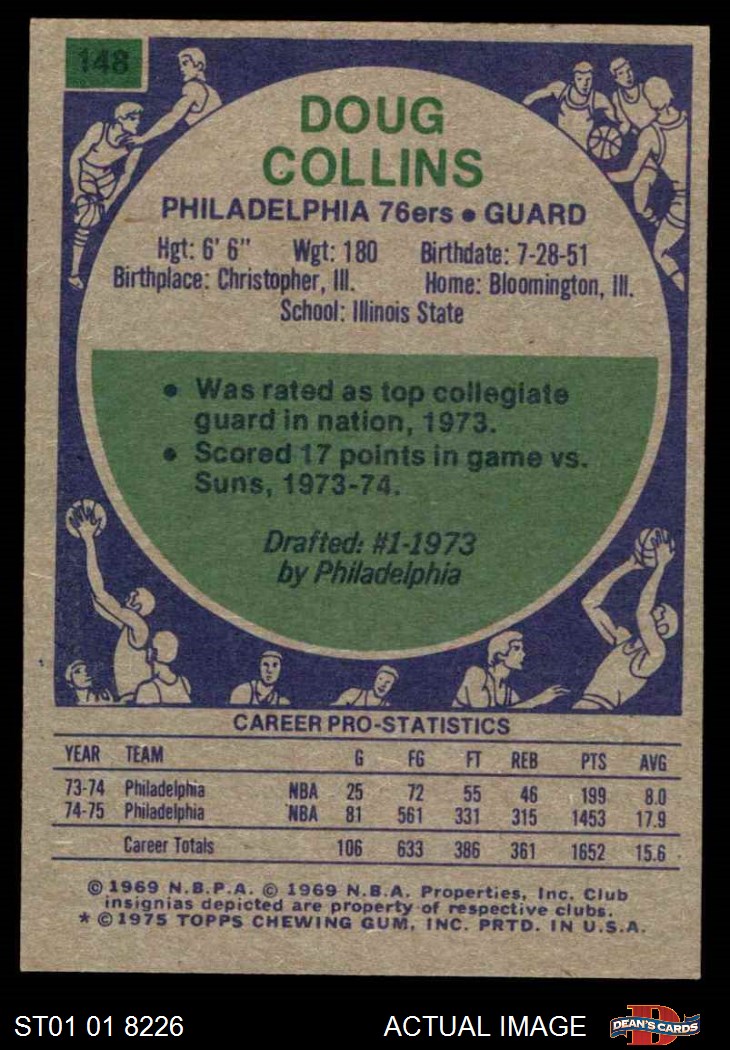 148
DOUG
COLLINS
PHILADELPHIA 76ers ● GUARD
Hgt: 6' 6" Wgt: 180 Birthdate: 7-28-51
Birthplace: Christopher, Ill. Home: Bloomington, Ill.
School: Illinois State
● Was rated as top collegiate
guard in nation, 1973.
● Scored 17 points in game vs.
Suns, 1973-74.
Drafted: #1-1973
by Philadelphia
CAREER PRO-STATISTICS
YEAR TEAM G FG FT REB PTS AVG
73-74 Philadelphia NBA 25 72 55 46 199 8.0
74-75 Philadelphia NBA 81 561 331 315 1453 17.9
Career Totals 106 633 386 361 1652 15.6
© 1969 N.B.P.A. © 1969 N.B.A. Properties, Inc. Club
insignias depicted are property of respective clubs.
* © 1975 TOPPS CHEWING GUM, INC. PRTD. IN U.S.A.
ST01 01 8226 ACTUAL IMAGE D DEAN'S CARDS